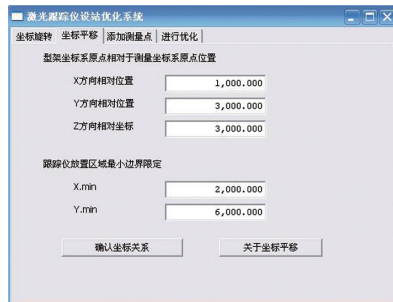 激光跟踪仪设站优化系统
坐标旋转 坐标平移 添加测量点 进行优化
型架坐标系原点相对于测量坐标系原点位置
X方向相对位置 1,000.000
Y方向相对位置 3,000.000
Z方向相对坐标 3,000.000
跟踪仪放置区域最小边界限定
X.min 2,000.000
Y.min 6,000.000
确认坐标关系 关于坐标平移